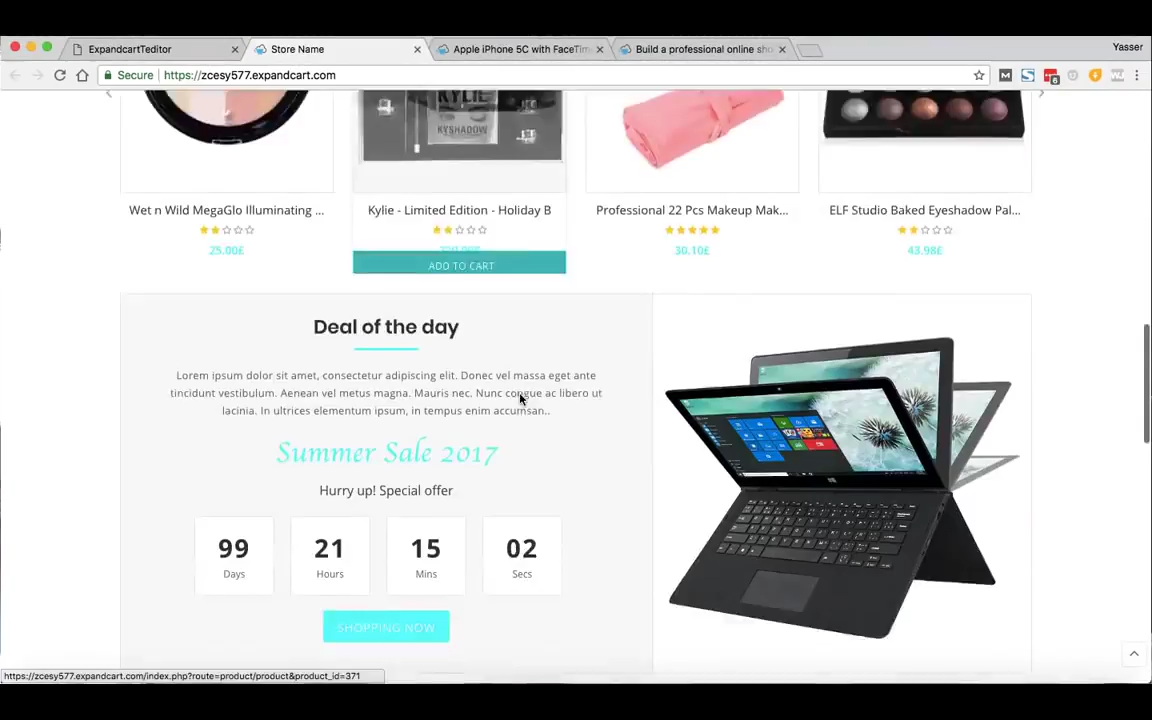 ExpandcartTeditor
Store Name
Apple iPhone 5C with FaceTim
Build a professional online sho
Yasser
Secure
https://zcesy577.expandcart.com
KYLIE
KYSHADOW
Wet n Wild MegaGlo Illuminating ...
Kylie - Limited Edition - Holiday B
Professional 22 Pcs Makeup Mak...
ELF Studio Baked Eyeshadow Pal...
25.00£
30.10£
43.98£
ADD TO CART
Deal of the day
Lorem ipsum dolor sit amet, consectetur adipiscing elit. Donec vel massa eget ante
tincidunt vestibulum. Aenean vel metus magna. Mauris nec. Nunc congue ac libero ut
lacinia. In ultrices elementum ipsum, in tempus enim accumsan..
Summer Sale 2017
Hurry up! Special offer
99 21 15 02
Days Hours Mins Secs
SHOPPING NOW
https://zcesy577.expandcart.com/index.php?route=product/product&product_id=371